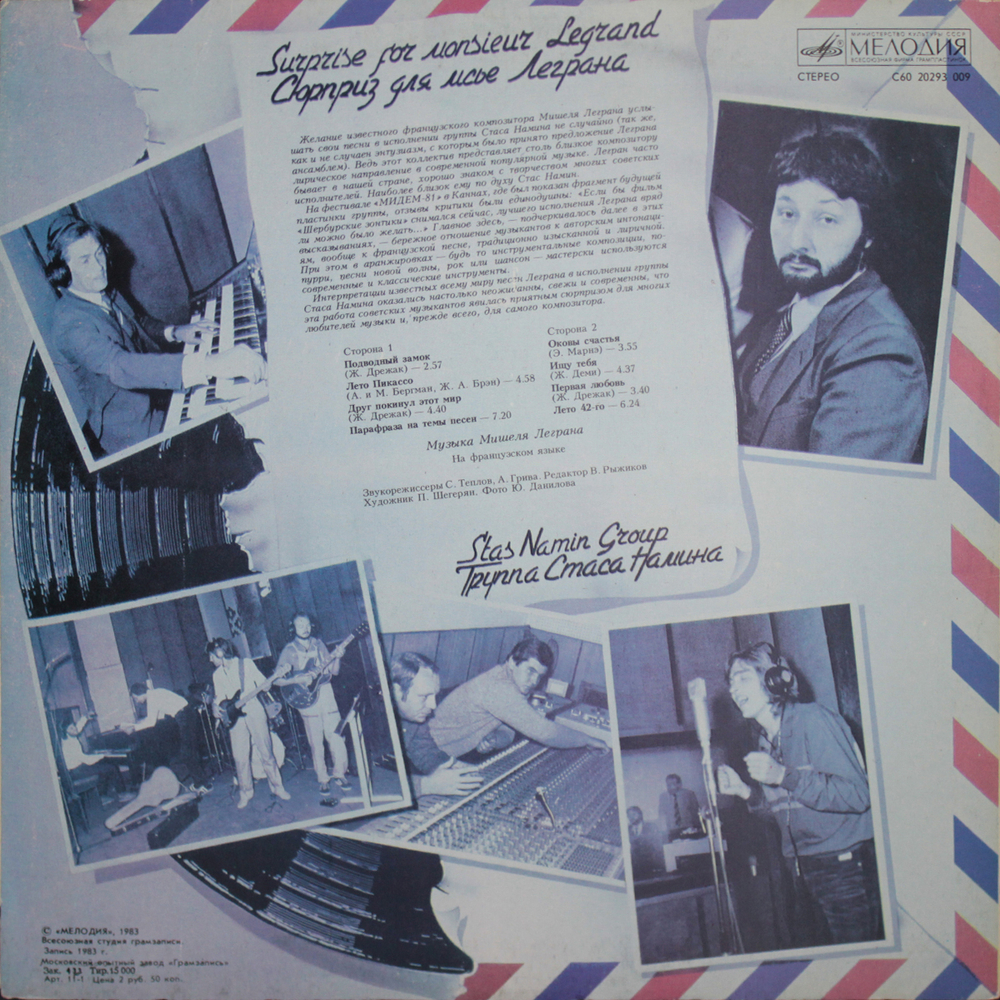 Surprise for monsieur Legrand
Сюрприз для мсье Леграна
МИНИСТЕРСТВО КУЛЬТУРЫ СССР
МЕЛОДИЯ
ВСЕСОЮЗНАЯ ФИРМА ГРАМПЛАСТИНОК
СТЕРЕО С60 20293 009
Желание известного французского композитора Мишеля Леграна услы-
шать свои песни в исполнении группы Стаса Намина не случайно (так же,
как и не случаен энтузиазм, с которым было принято предложение Леграна
ансамблем). Ведь этот коллектив представляет столь близкое композитору
лирическое направление в современной популярной музыке. Легран часто
бывает в нашей стране, хорошо знаком с творчеством многих советских
исполнителей. Наиболее близок ему по духу Стас Намин.
На фестивале «МИДЕМ-81» в Каннах, где был показан фрагмент будущей
пластинки группы, отзывы критики были единодушны: «Если бы фильм
«Шербурские зонтики» снимался сейчас, лучшего исполнения Леграна вряд
ли можно было желать...» Главное здесь, — подчеркивалось далее в этих
высказываниях, — бережное отношение музыкантов к авторским интонаци-
ям, вообще к французской песне, традиционно изысканной и лиричной.
При этом в аранжировках — будь то инструментальные композиции, по-
пурри, песни новой волны, рок или шансон — мастерски используются
современные и классические инструменты.
Интерпретации известных всему миру песен Леграна в исполнении группы
Стаса Намина оказались настолько неожиданны, свежи и современны, что
эта работа советских музыкантов явилась приятным сюрпризом для многих
любителей музыки и, прежде всего, для самого композитора.
Сторона 1
Подводный замок
(Ж. Дрежак) — 2.57
Лето Пикассо
(А. и М. Бергман, Ж. А. Брэн) — 4.58
Друг покинул этот мир
(Ж. Дрежак) — 4.40
Парафраза на темы песен — 7.20
Сторона 2
Оковы счастья
(Э. Марнэ) — 3.55
Ищу тебя
(Ж. Деми) — 4.37
Первая любовь
(Ж. Дрежак) — 3.40
Лето 42-го — 6.24
Музыка Мишеля Леграна
На французском языке
Звукорежиссеры С. Теплов, А. Грива. Редактор В. Рыжиков
Художник П. Шегерян. Фото Ю. Данилова
Stas Namin Group
Группа Стаса Намина
© «МЕЛОДИЯ», 1983
Всесоюзная студия грамзаписи.
Запись 1983 г.
Московский опытный завод «Грамзапись»
Зак. Тир. 15 000
Арт. 11-1 Цена 2 руб. 50 коп.